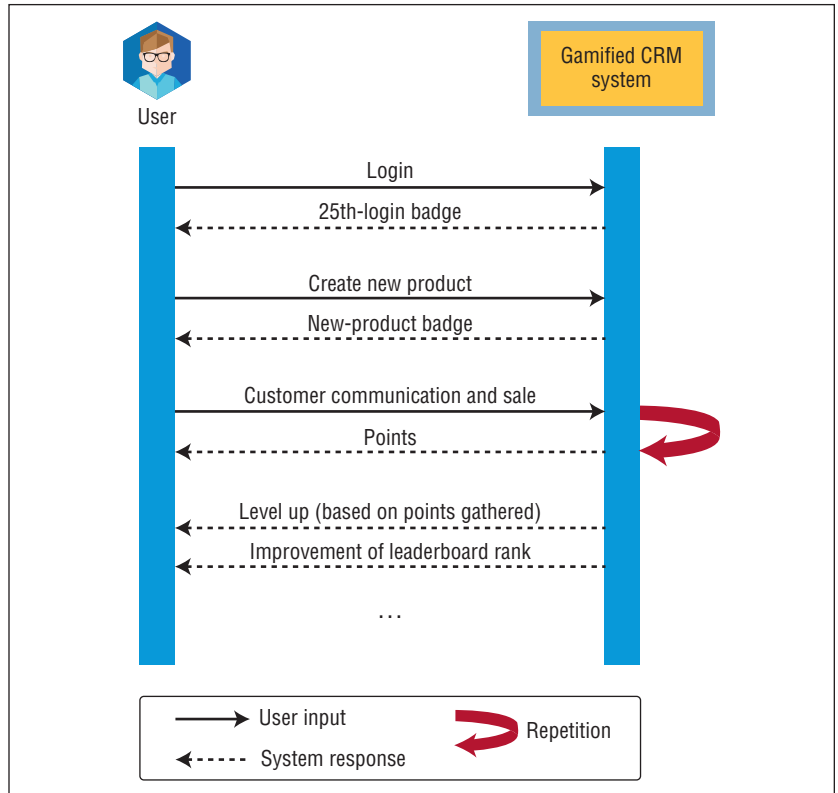 Gamified CRM
system
User
Login
25th-login badge
Create new product
New-product badge
Customer communication and sale
Points
Level up (based on points gathered)
Improvement of leaderboard rank
...
User input
Repetition
System response